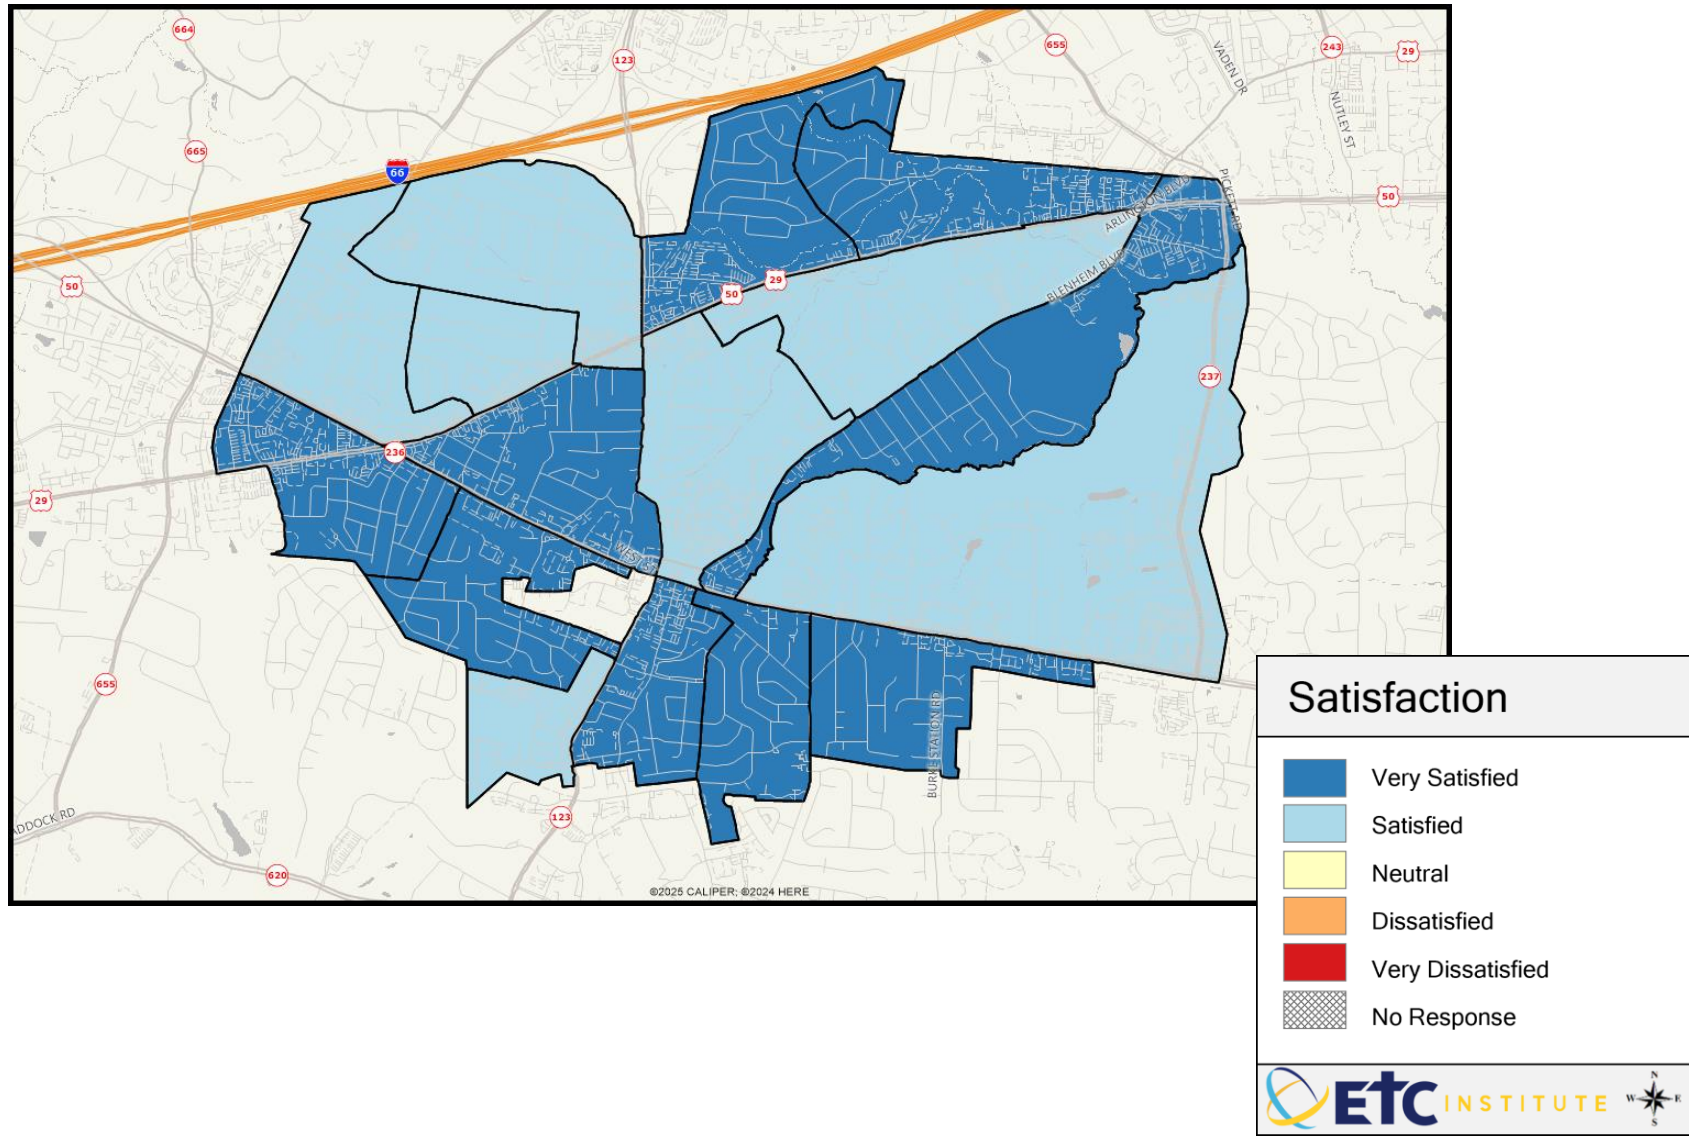 664
123
655
VADEN DR
243
29
NUTLEY ST
665
66
PICKETT RD
50
ARLINGTON BLVD
50
29
50
BLENHEIM BLVD
237
236
29
WEST ST
655
BURKE STATION RD
123
ADDOCK RD
620
©2025 CALIPER; ©2024 HERE
Satisfaction
Very Satisfied
Satisfied
Neutral
Dissatisfied
Very Dissatisfied
No Response
ETC INSTITUTE
N
W E
S